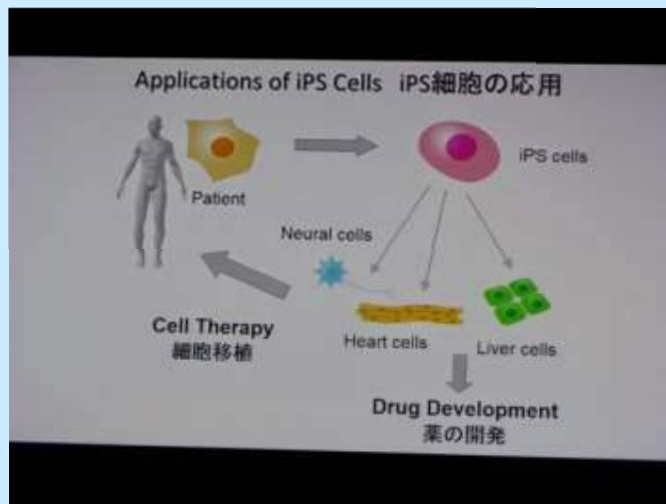 Applications of iPS Cells iPS細胞の応用
Patient
iPS cells
Neural cells
Cell Therapy
細胞移植
Heart cells
Liver cells
Drug Development
薬の開発